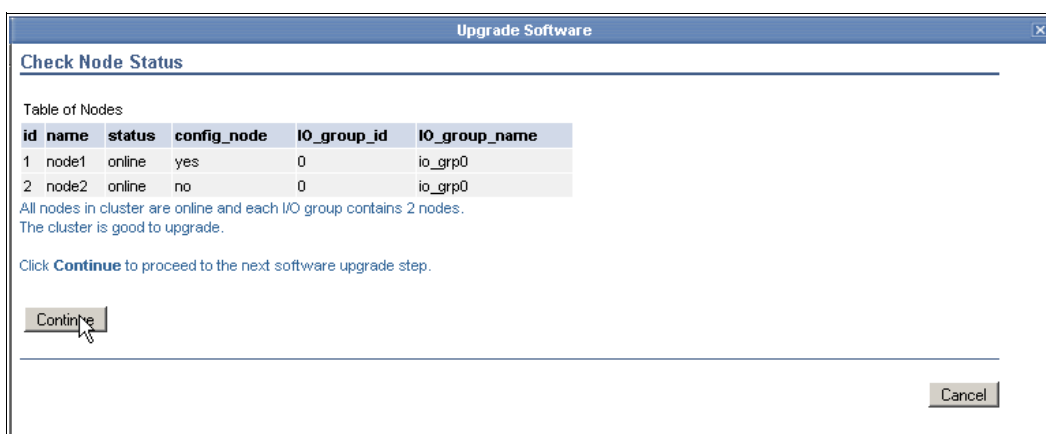 Upgrade Software
Check Node Status
Table of Nodes
id name status config_node IO_group_id IO_group_name
1 node1 online yes 0 io_grp0
2 node2 online no 0 io_grp0
All nodes in cluster are online and each I/O group contains 2 nodes.
The cluster is good to upgrade.
Click Continue to proceed to the next software upgrade step.
Continue
Cancel